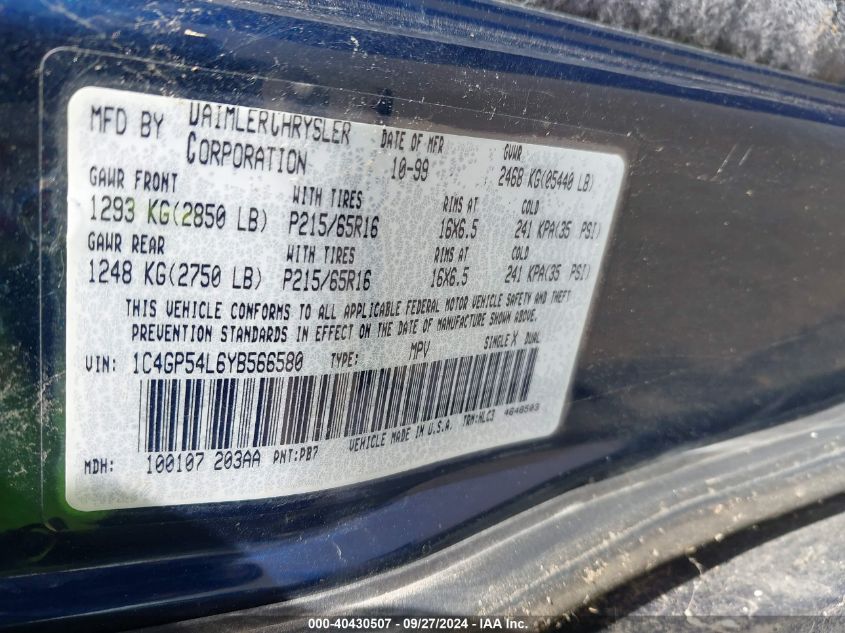 MFD BY DAIMLERCHRYSLER CORPORATION DATE OF MFR 10-99 GVWR 2468 KG(05440 LB)
GAWR FRONT WITH TIRES RIMS AT COLD
1293 KG(2850 LB) P215/65R16 16X6.5 241 KPA(35 PSI)
GAWR REAR WITH TIRES RIMS AT COLD
1248 KG(2750 LB) P215/65R16 16X6.5 241 KPA(35 PSI)
THIS VEHICLE CONFORMS TO ALL APPLICABLE FEDERAL MOTOR VEHICLE SAFETY AND THEFT
PREVENTION STANDARDS IN EFFECT ON THE DATE OF MANUFACTURE SHOWN ABOVE.
VIN: 1C4GP54L6YB566580 TYPE: MPV SINGLE X DUAL
MDH: 100107 203AA PNT:PB7 VEHICLE MADE IN U.S.A. TRM:HLC3 4848503
000-40430507 - 09/27/2024 - IAA Inc.